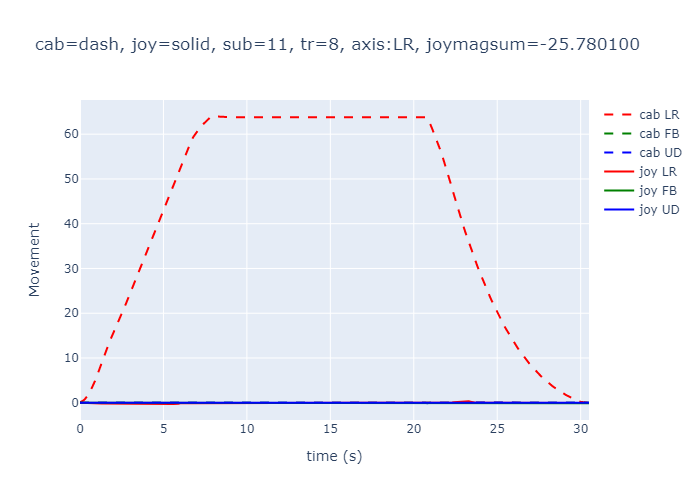 cab=dash, joy=solid, sub=11, tr=8, axis:LR, joymagsum=-25.780100
cab LR
cab FB
cab UD
joy LR
joy FB
joy UD
Movement
60
50
40
30
20
10
0
0 5 10 15 20 25 30
time (s)